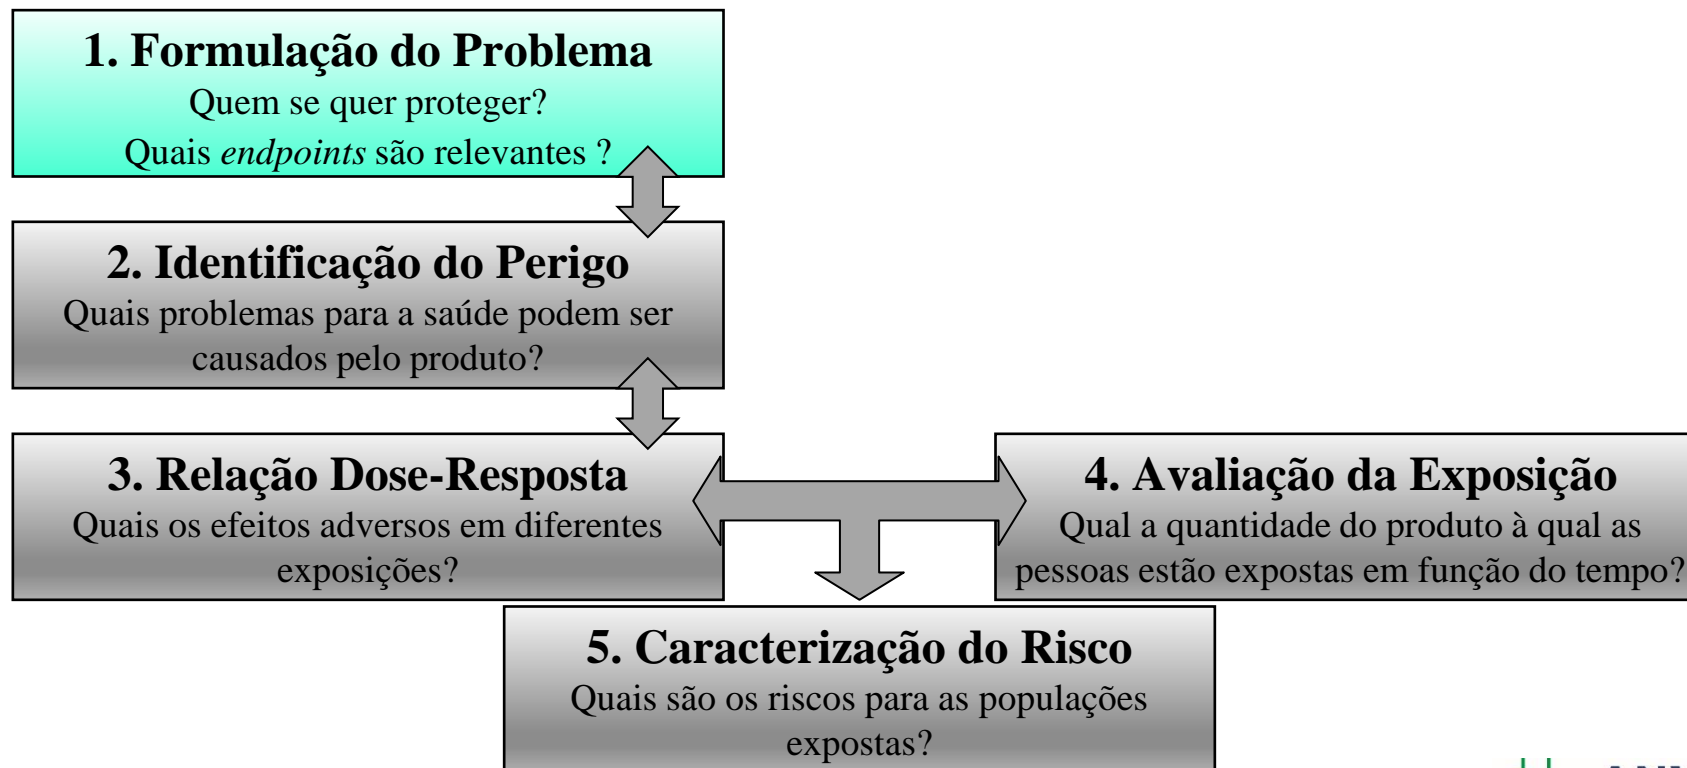 1. Formulação do Problema
Quem se quer proteger?
Quais endpoints são relevantes ?
2. Identificação do Perigo
Quais problemas para a saúde podem ser
causados pelo produto?
3. Relação Dose-Resposta
Quais os efeitos adversos em diferentes
exposições?
4. Avaliação da Exposição
Qual a quantidade do produto à qual as
pessoas estão expostas em função do tempo?
5. Caracterização do Risco
Quais são os riscos para as populações
expostas?